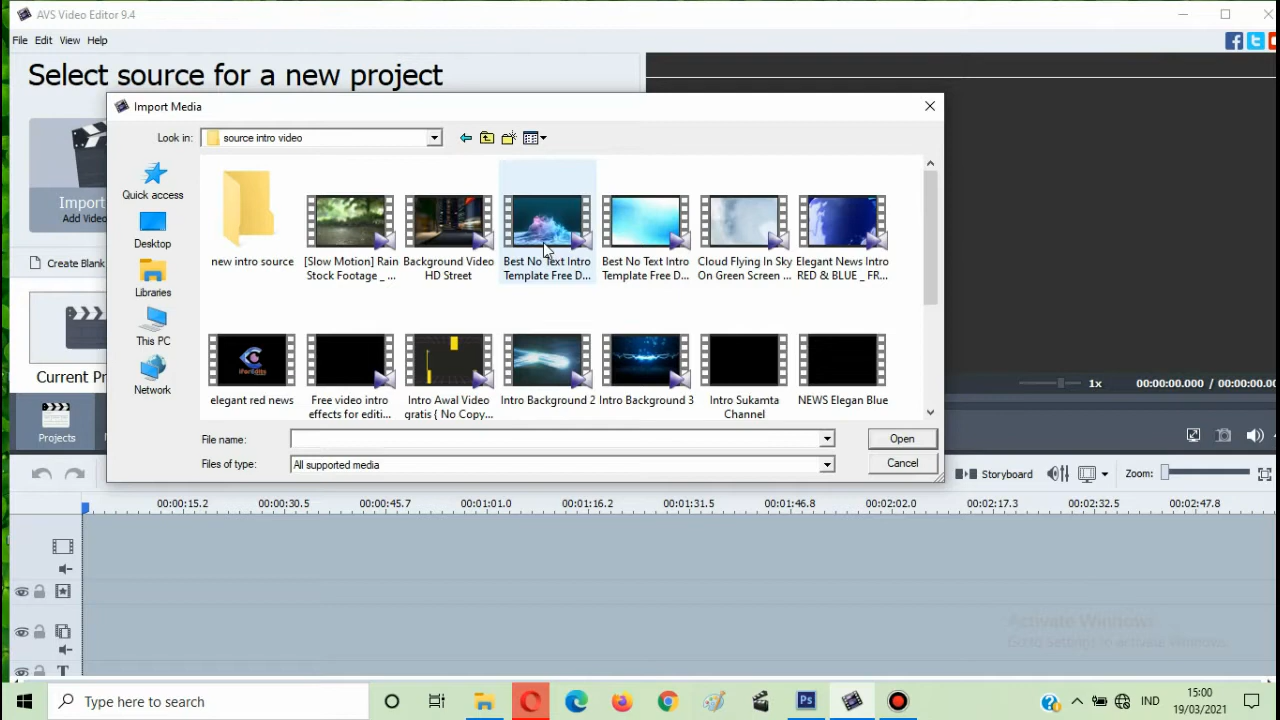 AVS Video Editor 9.4
File Edit View Help
Select source for a new project
Import Media
Look in: source intro video
Import
Add Video
Create Blank
Current Pr
Projects
Quick access
Desktop
Libraries
This PC
Network
new intro source
[Slow Motion] Rain
Stock Footage _ ...
Background Video
HD Street
Best No Text Intro
Template Free D...
Best No Text Intro
Template Free D...
Cloud Flying In Sky
On Green Screen ...
Elegant News Intro
RED & BLUE _ FR...
elegant red news
Free video intro
effects for editi...
Intro Awal Video
gratis { No Copy...
Intro Background 2
Intro Background 3
Intro Sukamta
Channel
NEWS Elegan Blue
File name:
Open
Files of type: All supported media
Cancel
1x 00:00:00.000 / 00:00:00.
Storyboard Zoom:
00:00:15.2 00:00:30.5 00:00:45.7 00:01:01.0 00:01:16.2 00:01:31.5 00:01:46.8 00:02:02.0 00:02:17.3 00:02:32.5 00:02:47.8
T
Activate Windows
Go to Settings to activate Windows.
Type here to search
Ps
IND
15:00
19/03/2021